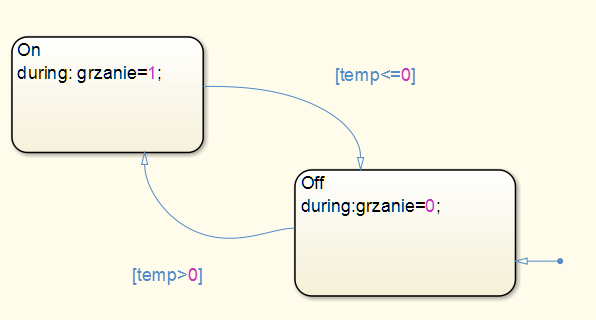 On
during: grzanie=1;
[temp<=0]
Off
during:grzanie=0;
[temp>0]